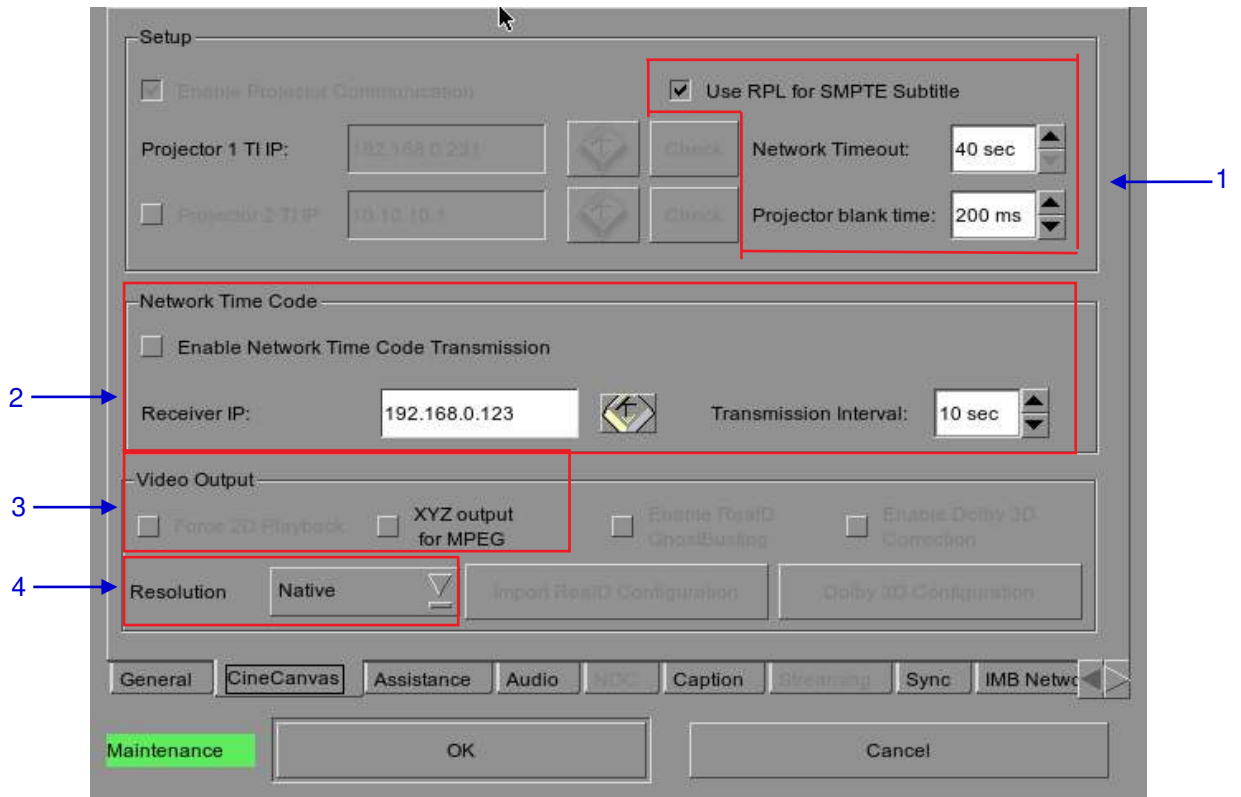 Setup
Enable Projector Communication
Use RPL for SMPTE Subtitle
Projector 1 TI IP:
192.168.0.231
Check
Network Timeout:
40 sec
1
Projector 2 TI IP
10.10.10.1
Check
Projector blank time:
200 ms
Network Time Code
Enable Network Time Code Transmission
2
Receiver IP:
192.168.0.123
Transmission Interval:
10 sec
Video Output
3
Force 2D Playback
XYZ output
for MPEG
Enable RealD
GhostBusting
Enable Dolby 3D
Correction
4
Resolution
Native
Import RealD Configuration
Dolby 3D Configuration
General
CineCanvas
Assistance
Audio
NOC
Caption
Streaming
Sync
IMB Netwo
Maintenance
OK
Cancel